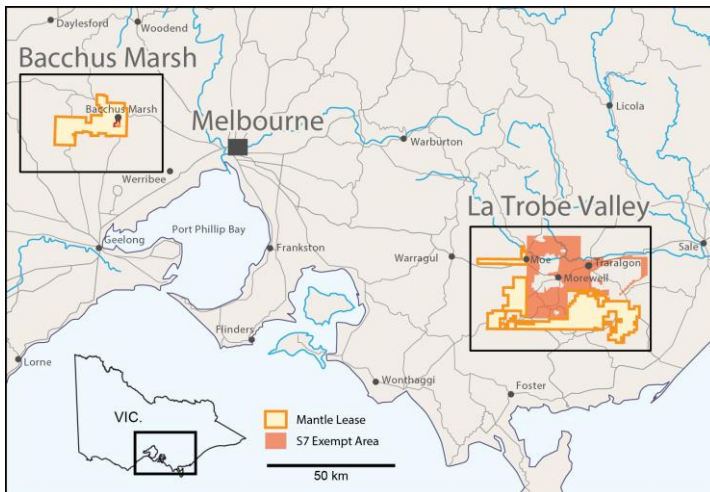 Daylesford
Woodend
Bacchus Marsh
Bacchus Marsh
Melbourne
Licola
Warburton
Werribee
La Trobe Valley
Port Phillip Bay
Geelong
Frankston
Warragul
Moe
Traralgon
Sale
Morewell
Flinders
Lorne
Wonthaggi
Foster
VIC.
Mantle Lease
S7 Exempt Area
50 km